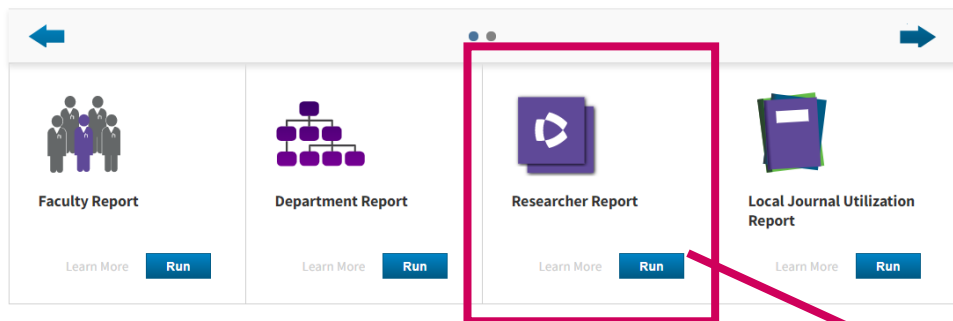 Faculty Report
Learn More Run
Department Report
Learn More Run
Researcher Report
Learn More Run
Local Journal Utilization
Report
Learn More Run